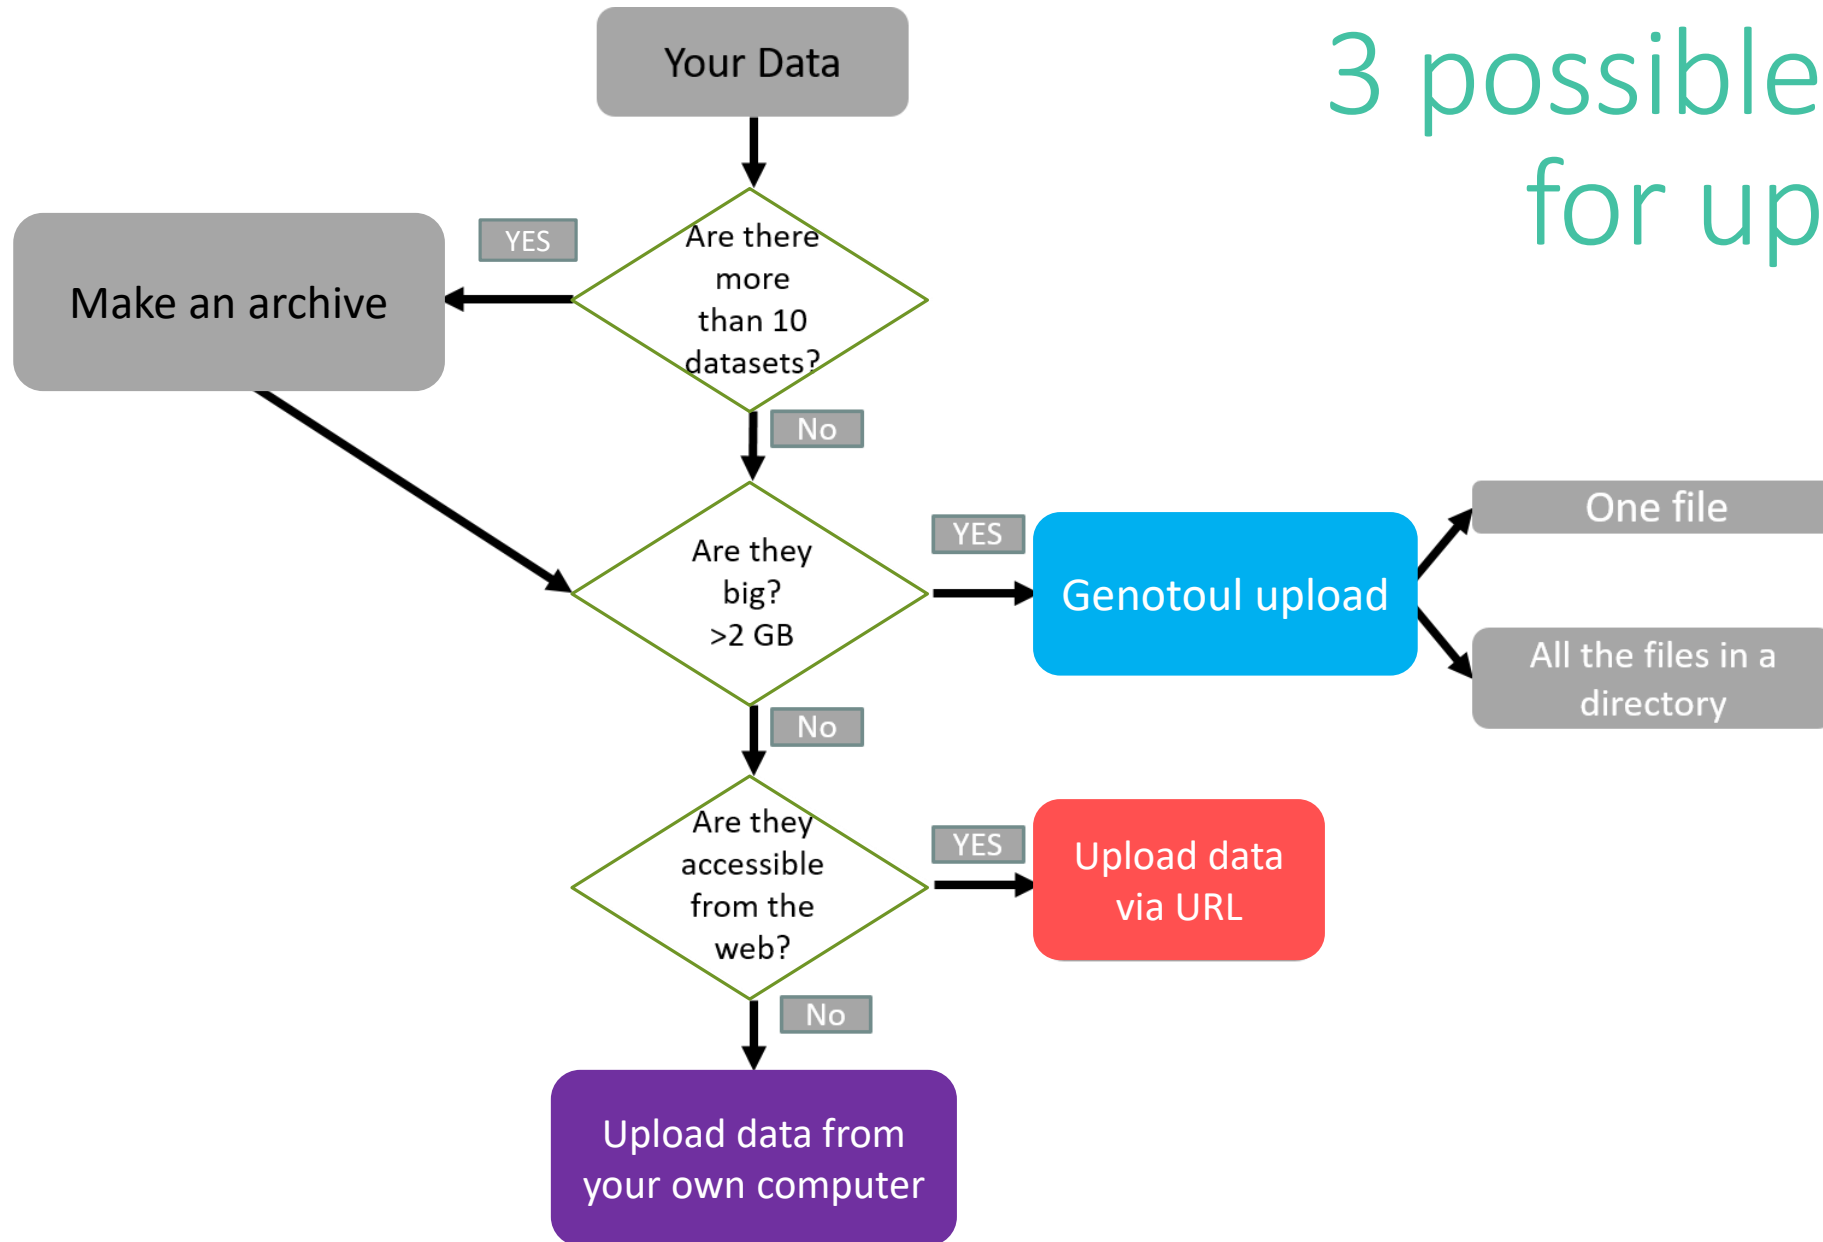 3 possible
for up
Your Data
Are there
more
than 10
datasets?
YES
Make an archive
No
Are they
big?
>2 GB
YES
Genotoul upload
One file
All the files in a
directory
No
Are they
accessible
from the
web?
YES
Upload data
via URL
No
Upload data from
your own computer